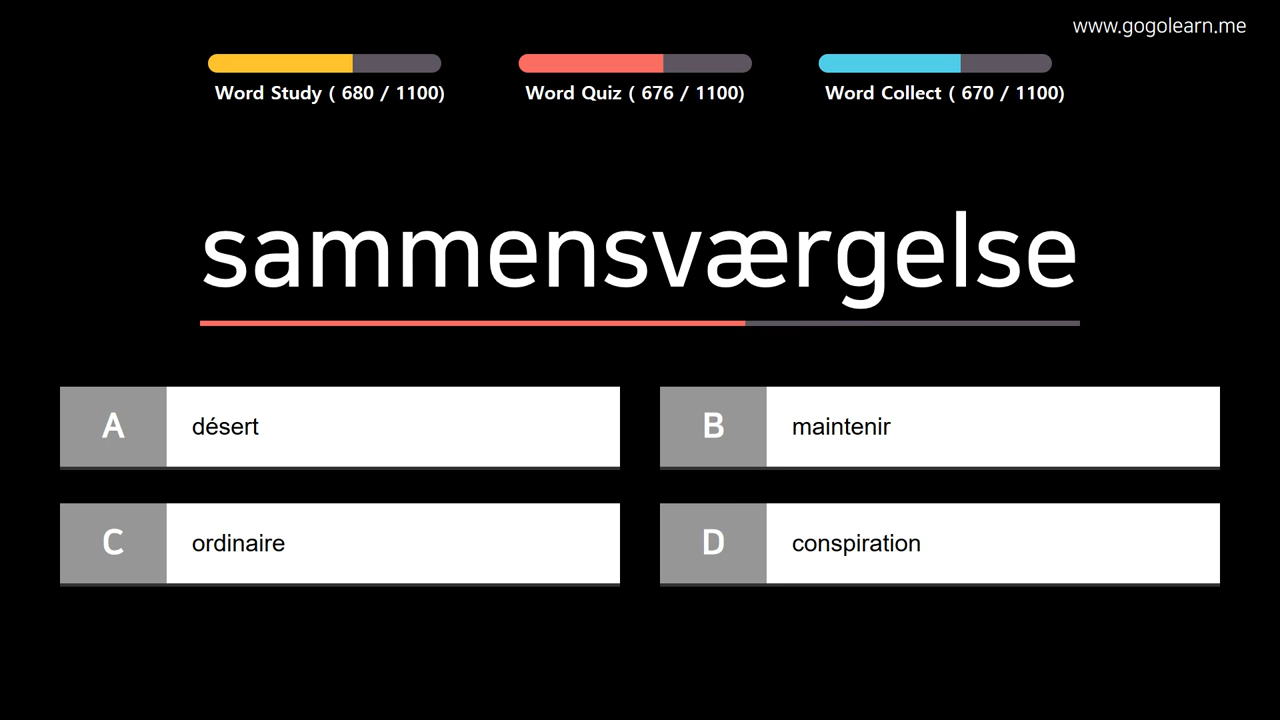 www.gogolearn.me
Word Study ( 680 / 1100)
Word Quiz ( 676 / 1100)
Word Collect ( 670 / 1100)
sammensværgelse
A
désert
B
maintenir
C
ordinaire
D
conspiration